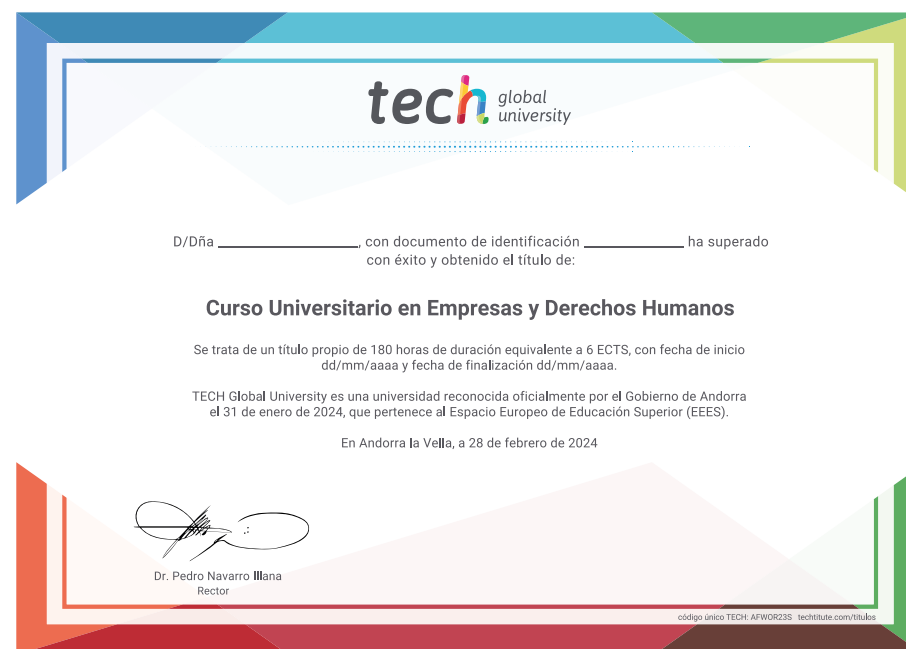 tech global university
D/Dña ____________________, con documento de identificación ______________ ha superado
con éxito y obtenido el título de:
Curso Universitario en Empresas y Derechos Humanos
Se trata de un título propio de 180 horas de duración equivalente a 6 ECTS, con fecha de inicio
dd/mm/aaaa y fecha de finalización dd/mm/aaaa.
TECH Global University es una universidad reconocida oficialmente por el Gobierno de Andorra
el 31 de enero de 2024, que pertenece al Espacio Europeo de Educación Superior (EEES).
En Andorra la Vella, a 28 de febrero de 2024
Dr. Pedro Navarro Illana
Rector
código único TECH: AFWOR23S techtitute.com/titulos